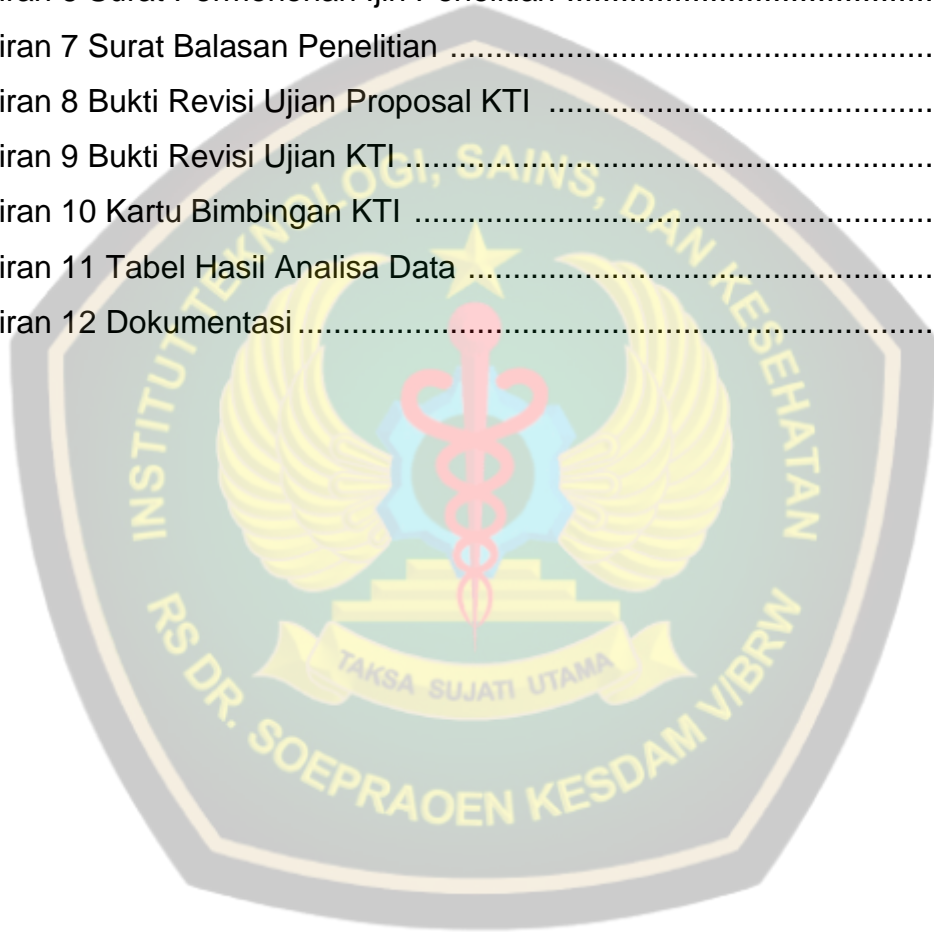 iran 7 Surat Balasan Penelitian ....................................................
iran 8 Bukti Revisi Ujian Proposal KTI ..........................................
iran 9 Bukti Revisi Ujian KTI .........................................................
iran 10 Kartu Bimbingan KTI ........................................................
iran 11 Tabel Hasil Analisa Data ..................................................
iran 12 Dokumentasi ....................................................................
INSTITUT TEKNOLOGI, SAINS, DAN KESEHATAN
TAKSA SUJATI UTAMA
RS DR. SOEPRAOEN KESDAM V/BRW